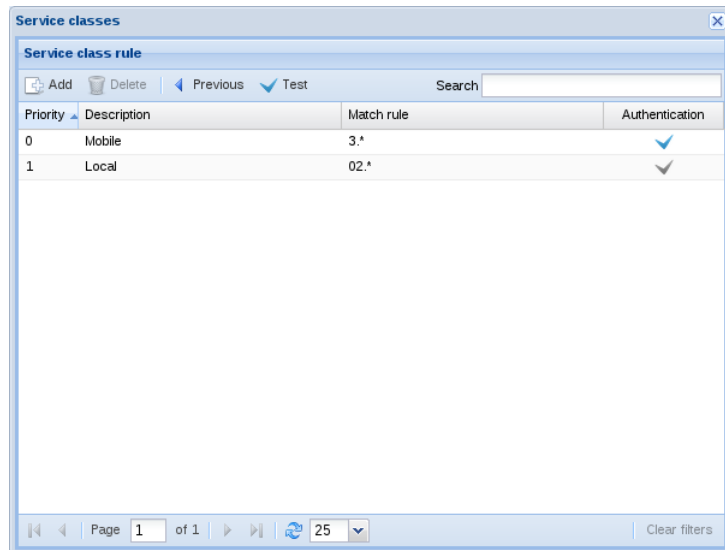 Service classes
Service class rule
Add Delete Previous Test Search
Priority Description Match rule Authentication
0 Mobile 3.*
1 Local 02.*
Page 1 of 1 25 Clear filters